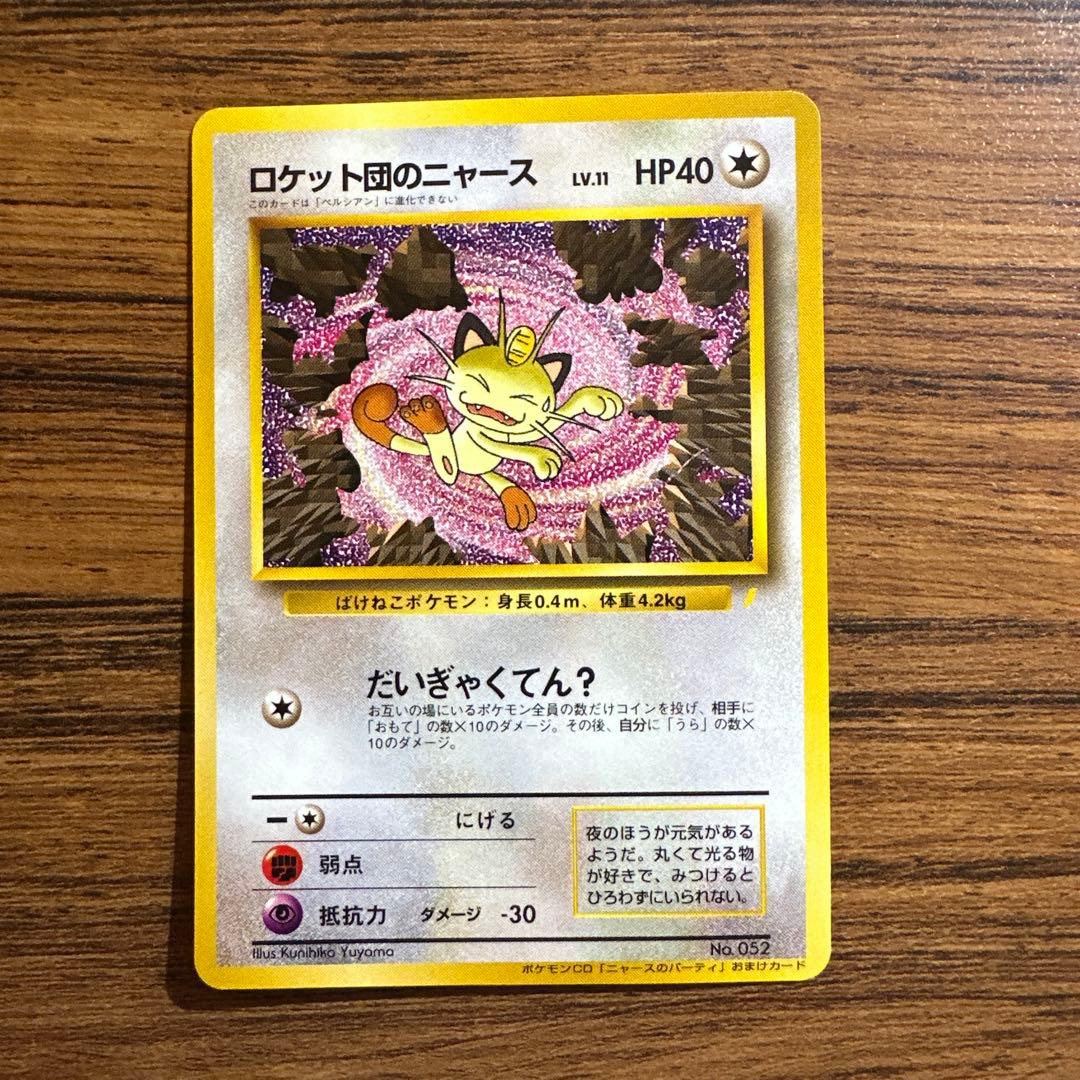 ロケット団のニャース LV.11 HP40
このカードは「ペルシアン」に進化できない
ばけねこポケモン：身長0.4m、体重4.2kg
だいぎゃくてん？
お互いの場にいるポケモン全員の数だけコインを投げ、相手に
「おもて」の数×10のダメージ。その後、自分に「うら」の数×
10のダメージ。
ー にげる
弱点
抵抗力 ダメージ -30
夜のほうが元気がある
ようだ。丸くて光る物
が好きで、みつけると
ひろわずにいられない。
Illus.Kunihiko Yuyama No.052
ポケモンCD「ニャースのパーティ」おまけカード